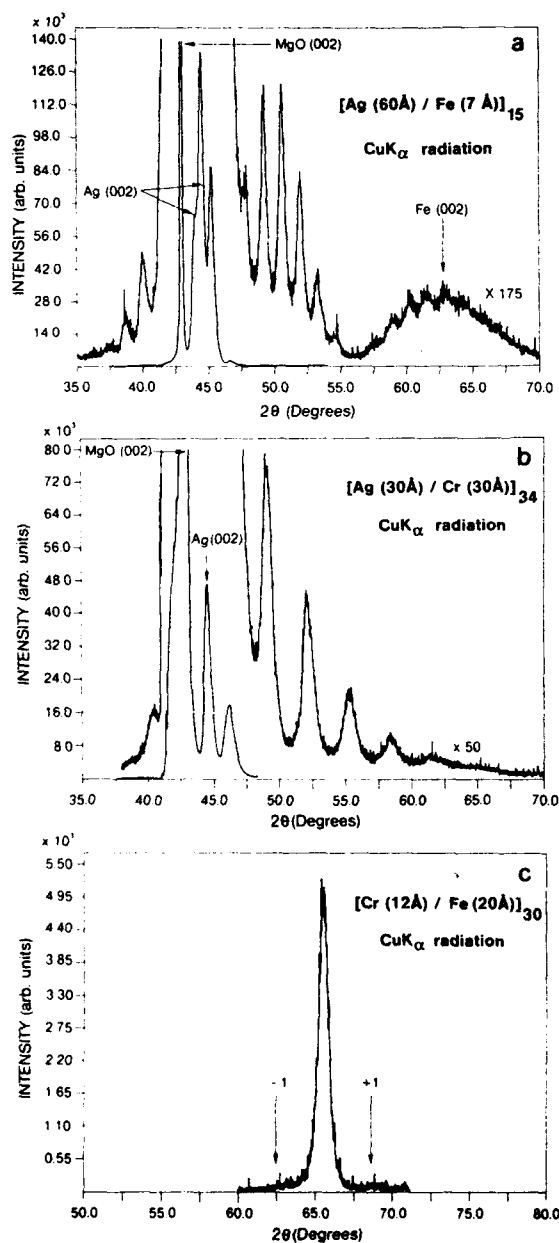 x 10³
a
140.0
126.0
112.0
98.0
84.0
70.0
56.0
42.0
28.0
14.0
INTENSITY (arb. units)
MgO (002)
[Ag (60Å) / Fe (7 Å)]15
CuKα radiation
Ag (002)
Fe (002)
X 175
35.0 40.0 45.0 50.0 55.0 60.0 65.0 70.0
2θ (Degrees)
x 10³
b
80.0
72.0
64.0
56.0
48.0
40.0
32.0
24.0
16.0
8.0
INTENSITY (arb. units)
MgO (002)
[Ag (30Å) / Cr (30Å)]34
CuKα radiation
Ag(002)
x 50
35.0 40.0 45.0 50.0 55.0 60.0 65.0 70.0
2θ(Degrees)
c
5.50
4.95
4.40
3.85
3.30
2.75
2.20
1.65
1.10
0.55
INTENSITY (arb. units)
[Cr (12Å) / Fe (20Å)]30
CuKα radiation
-1
+1
50.0 55.0 60.0 65.0 70.0 75.0 80.0
2θ(Degrees)